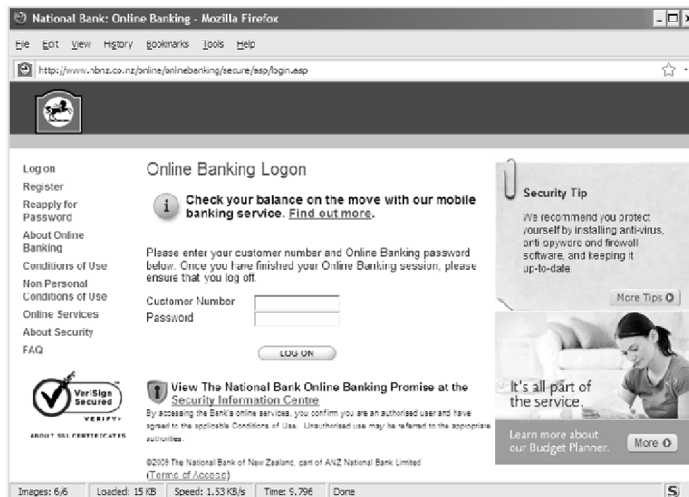 National Bank: Online Banking - Mozilla Firefox
File Edit View History Bookmarks Tools Help
http://www.nbnz.co.nz/online/onlinebanking/secure/asp/login.asp
Log on
Register
Reapply for
Password
About Online
Banking
Conditions of Use
Non Personal
Conditions of Use
Online Services
About Security
FAQ
VeriSign
Secured
VERIFY
ABOUT SSL CERTIFICATES
Online Banking Logon
i
Check your balance on the move with our mobile
banking service. Find out more.
Please enter your customer number and Online Banking password
below. Once you have finished your Online Banking session, please
ensure that you log off.
Customer Number
Password
LOG ON
View The National Bank Online Banking Promise at the
Security Information Centre
By accessing the Bank's online services, you confirm you are an authorised user and have
agreed to the applicable Conditions of Use. Unauthorised use may be referred to the appropriate
authorities.
©2009 The National Bank of New Zealand, part of ANZ National Bank Limited
(Terms of Access)
Security Tip
We recommend you protect
yourself by installing anti-virus,
anti-spyware and firewall
software, and keeping it
up-to-date.
More Tips
It's all part of
the service.
Learn more about
our Budget Planner.
More
Images: 6/6 Loaded: 15 KB Speed: 1.53 KB/s Time: 9.796 Done
S